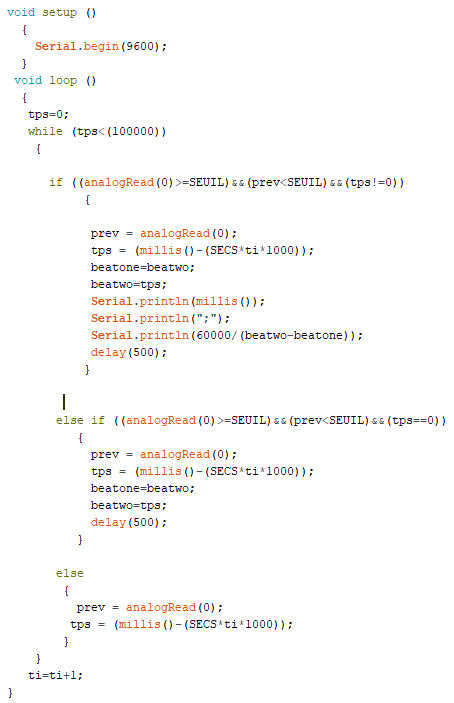 void setup ()
{
Serial.begin(9600);
}
void loop ()
{
tps=0;
while (tps<(100000))
{
if ((analogRead(0)>=SEUIL)&&(prev<SEUIL)&&(tps!=0))
{
prev = analogRead(0);
tps = (millis()-(SECS*ti*1000));
beatone=beatwo;
beatwo=tps;
Serial.println(millis());
Serial.println(";");
Serial.println(60000/(beatwo-beatone));
delay(500);
}
else if ((analogRead(0)>=SEUIL)&&(prev<SEUIL)&&(tps==0))
{
prev = analogRead(0);
tps = (millis()-(SECS*ti*1000));
beatone=beatwo;
beatwo=tps;
delay(500);
}
else
{
prev = analogRead(0);
tps = (millis()-(SECS*ti*1000));
}
}
ti=ti+1;
}